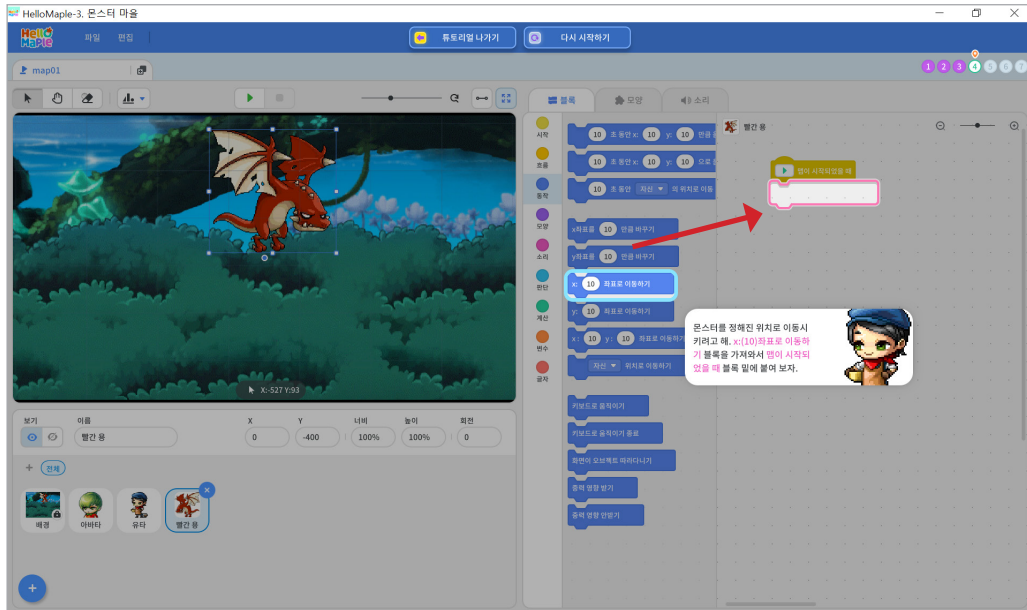 HelloMaple-3. 몬스터 마을
Hello Maple
파일 편집
튜토리얼 나가기
다시 시작하기
map01
1 2 3 4 5 6 7
블록
모양
소리
시작
흐름
동작
모양
소리
판단
계산
변수
글자
10 초 동안 x: 10 y: 10 만큼
10 초 동안 x: 10 y: 10 으로
10 초 동안 자신 의 위치로 이동
x좌표를 10 만큼 바꾸기
y좌표를 10 만큼 바꾸기
x: 10 좌표로 이동하기
y: 10 좌표로 이동하기
x: 10 y: 10 좌표로 이동하기
자신 위치로 이동하기
키보드로 움직이기
키보드로 움직이기 종료
화면이 오브젝트 따라다니기
중력 영향 받기
중력 영향 안받기
빨간 용
맵이 시작되었을 때
몬스터를 정해진 위치로 이동시
키려고 해. x:(10)좌표로 이동하
기 블록을 가져와서 맵이 시작되
었을 때 블록 밑에 붙여 보자.
X:-527 Y:93
보기 이름 X Y 너비 높이 회전
빨간 용 0 -400 100% 100% 0
전체
배경 아바타 유타 빨간 용